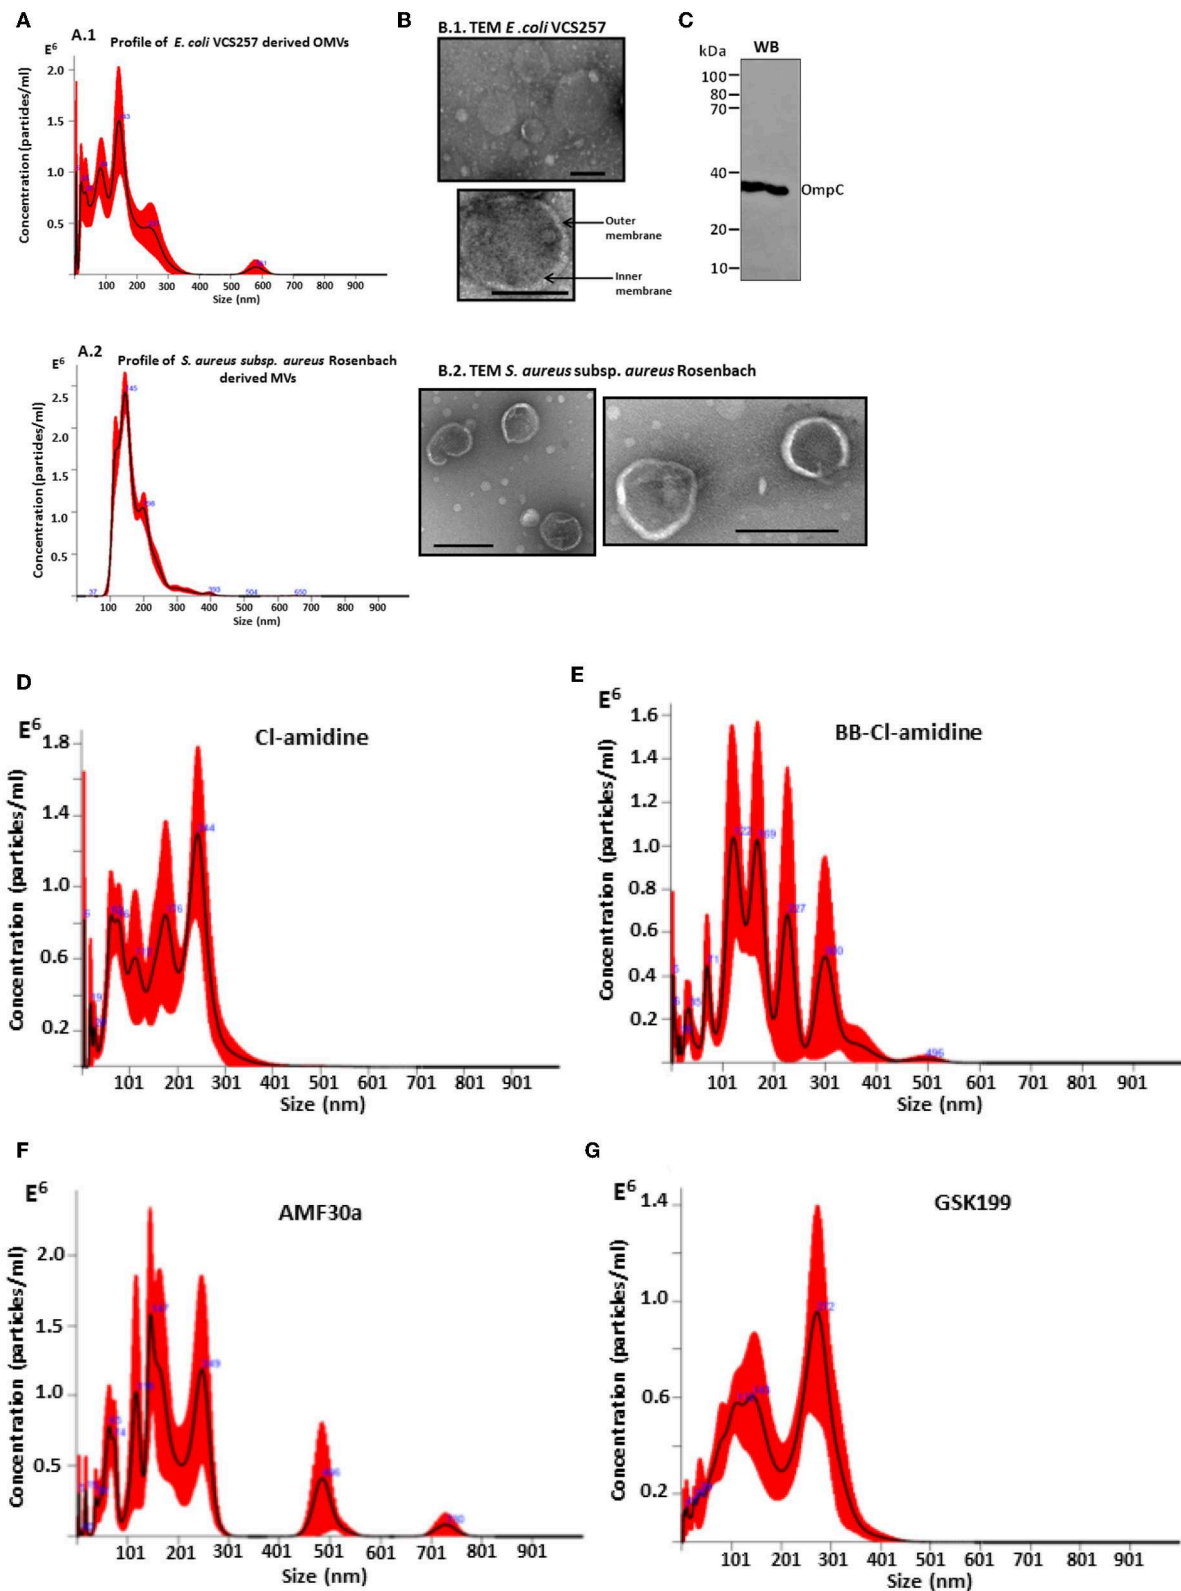 A
A.1
Profile of E. coli VCS257 derived OMVs
E6
Concentration (particles/ml)
2.0
1.5
1.0
0.5
100 200 300 400 500 600 700 800 900
Size (nm)
A.2
Profile of S. aureus subsp. aureus Rosenbach
derived MVs
E6
Concentration (particles/ml)
2.5
2.0
1.5
1.0
0.5
37
504
650
100 200 300 400 500 600 700 800 900
Size (nm)
B
B.1. TEM E .coli VCS257
Outer
membrane
Inner
membrane
B.2. TEM S. aureus subsp. aureus Rosenbach
C
kDa
WB
100
80
70
40
20
10
OmpC
D
E6
Cl-amidine
Concentration (particles/ml)
1.8
1.4
1.0
0.6
0.2
101 201 301 401 501 601 701 801 901
Size (nm)
E
E6
BB-Cl-amidine
Concentration (particles/ml)
1.6
1.4
1.2
1.0
0.8
0.6
0.4
0.2
496
101 201 301 401 501 601 701 801 901
Size (nm)
F
E6
AMF30a
Concentration (particles/ml)
2.0
1.5
1.0
0.5
101 201 301 401 501 601 701 801 901
Size (nm)
G
E6
GSK199
Concentration (particles/ml)
1.4
1.0
0.6
0.2
101 201 301 401 501 601 701 801 901
Size (nm)